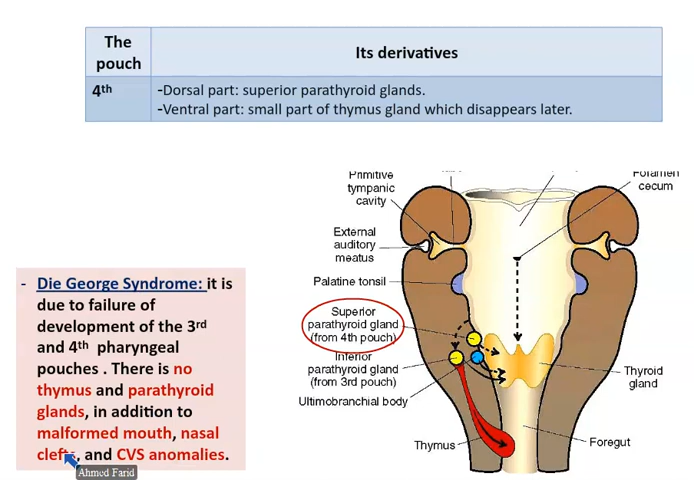 The
pouch
Its derivatives
4th
-Dorsal part: superior parathyroid glands.
-Ventral part: small part of thymus gland which disappears later.
Primitive
tympanic
cavity
Foramen
cecum
External
auditory
meatus
Palatine tonsil
Superior
parathyroid gland
(from 4th pouch)
Inferior
parathyroid gland
(from 3rd pouch)
Ultimobranchial body
Thymus
Thyroid
gland
Foregut
- Die George Syndrome: it is
due to failure of
development of the 3rd
and 4th pharyngeal
pouches . There is no
thymus and parathyroid
glands, in addition to
malformed mouth, nasal
clefts, and CVS anomalies.
Ahmed Farid